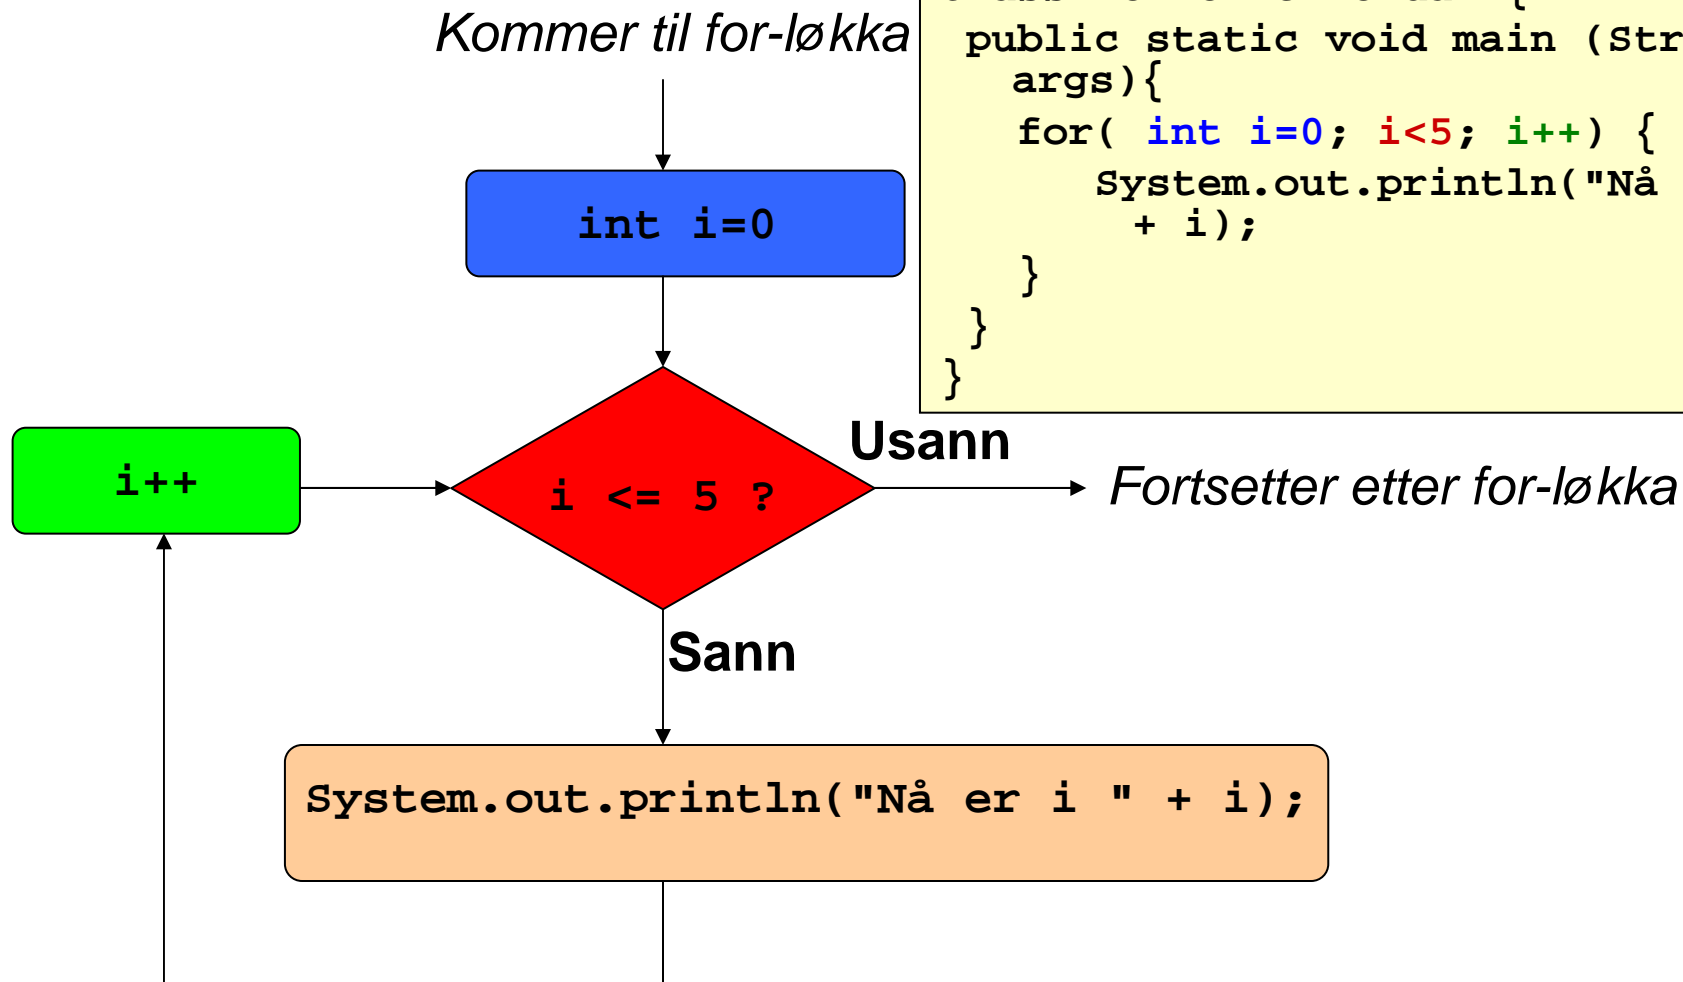 Kommer til for-løkka
{
public static void main (Str
args){
for( int i=0; i<5; i++) {
System.out.println("Nå
+ i);
}
}
}
int i=0
i++
i <= 5 ?
Usann
Fortsetter etter for-løkka
Sann
System.out.println("Nå er i " + i);